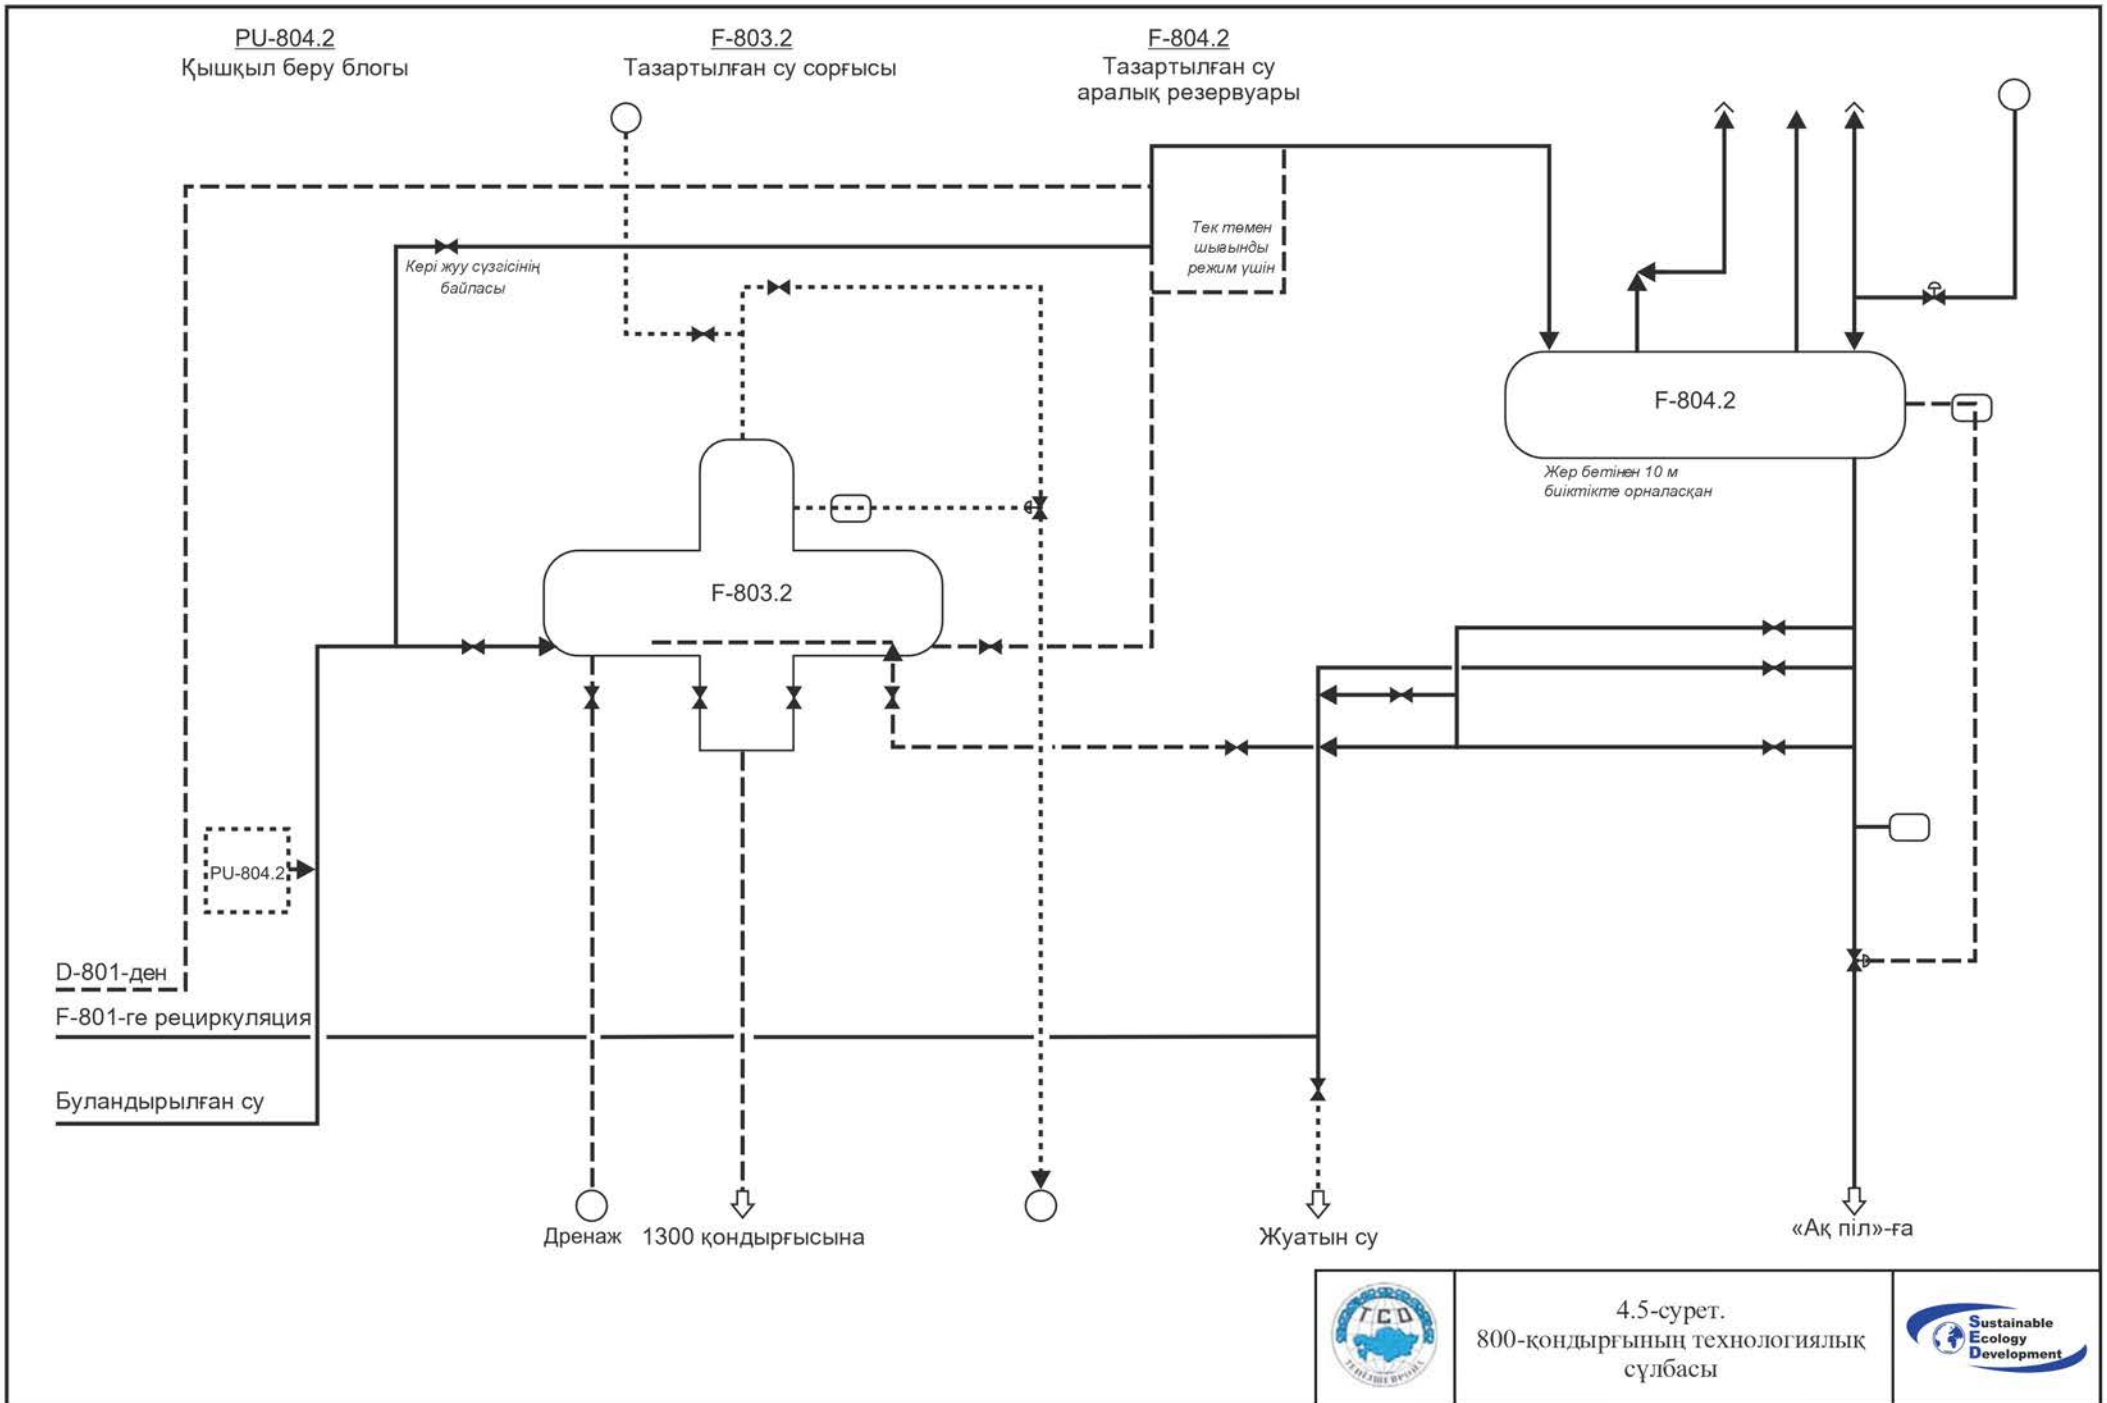 PU-804.2
Қышқыл беру блогы
F-803.2
Тазартылған су сорғысы
F-804.2
Тазартылған су
аралық резервуары
Кері жуу сүзгісінің
байпасы
Тек төмен
шығынды
режим үшін
F-804.2
Жер бетінен 10 м
биіктікте орналасқан
F-803.2
PU-804.2
D-801-ден
F-801-ге рециркуляция
Буландырылған су
Дренаж
1300 қондырғысына
Жуатын су
«Ақ піл»-ға
ТСО
ТЕҢІЗШЕВРОЙЛ
4.5-сурет.
800-қондырғының технологиялық
сұлбасы
Sustainable
Ecology
Development